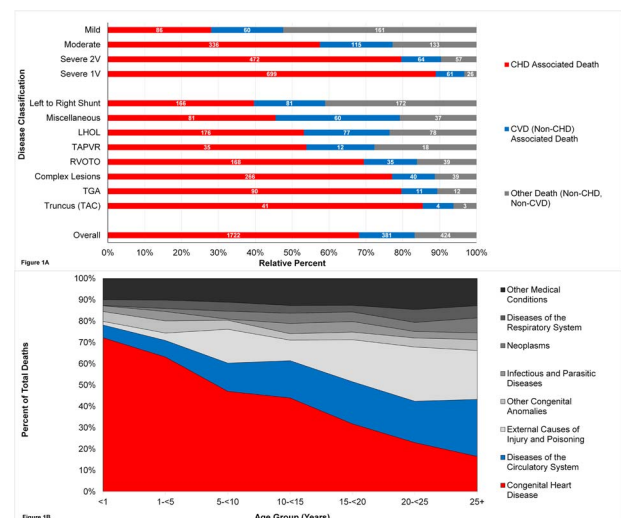 Disease Classification
Mild 86 60 161
Moderate 336 115 133
Severe 2V 472 64 57
Severe 1V 699 61 26
Left to Right Shunt 166 81 172
Miscellaneous 81 60 37
LHOL 176 77 78
TAPVR 35 12 18
RVOTO 168 35 39
Complex Lesions 266 40 39
TGA 90 11 12
Truncus (TAC) 41 4 3
Overall 1722 381 424
0% 10% 20% 30% 40% 50% 60% 70% 80% 90% 100%
Relative Percent
Figure 1A
CHD Associated Death
CVD (Non-CHD)
Associated Death
Other Death (Non-CHD,
Non-CVD)
Percent of Total Deaths
100%
90%
80%
70%
60%
50%
40%
30%
20%
10%
0%
<1 1-<5 5-<10 10-<15 15-<20 20-<25 25+
Age Group (Years)
Figure 1B
Other Medical
Conditions
Diseases of the
Respiratory System
Neoplasms
Infectious and Parasitic
Diseases
Other Congenital
Anomalies
External Causes of
Injury and Poisoning
Diseases of the
Circulatory System
Congenital Heart
Disease